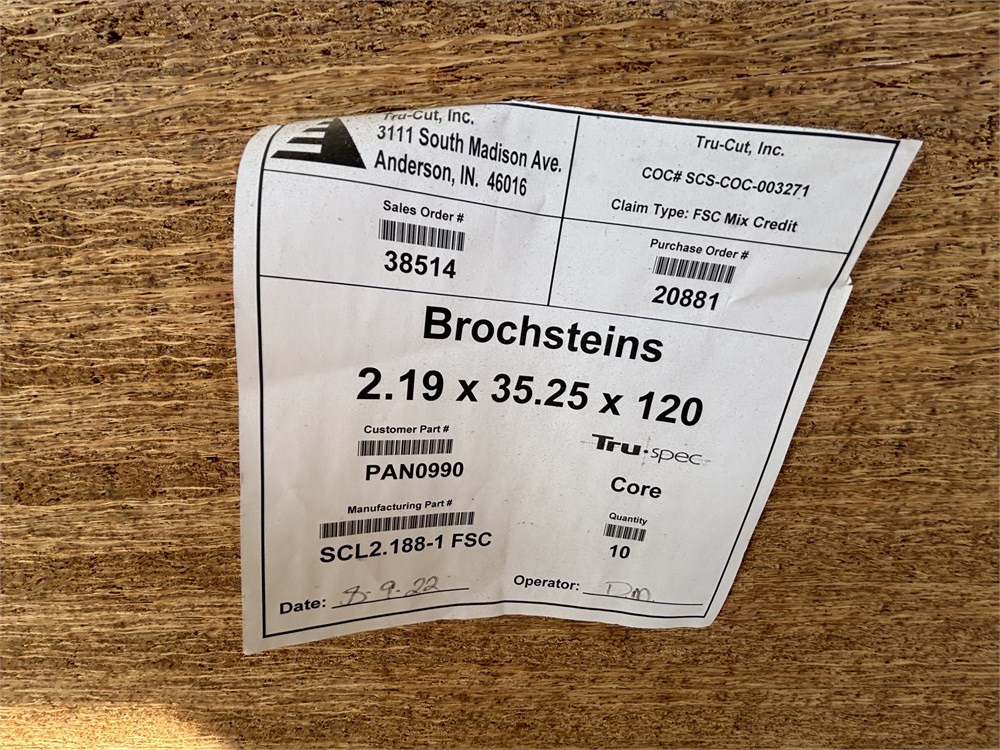 Tru-Cut, Inc.
3111 South Madison Ave.
Anderson, IN. 46016
Tru-Cut, Inc.
COC# SCS-COC-003271
Claim Type: FSC Mix Credit
Sales Order #
38514
Purchase Order #
20881
Brochsteins
2.19 x 35.25 x 120
Customer Part #
PAN0990
Tru·spec
Core
Manufacturing Part #
SCL2.188-1 FSC
Quantity
10
Date: 8-9-22
Operator: Dm